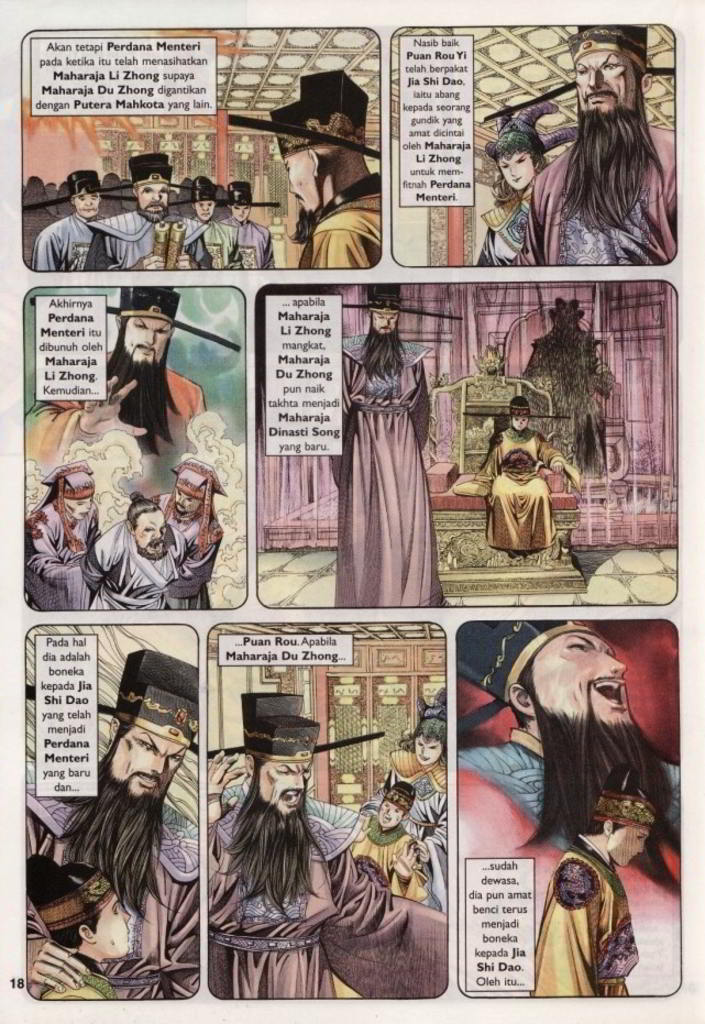 Akan tetapi Perdana Menteri
pada ketika itu telah menasihatkan
Maharaja Li Zhong supaya
Maharaja Du Zhong digantikan
dengan Putera Mahkota yang lain.
Nasib baik
Puan Rou Yi
telah berpakat
Jia Shi Dao,
iaitu abang
kepada seorang
gundik yang
amat dicintai
oleh Maharaja
Li Zhong
untuk mem-
fitnah Perdana
Menteri.
Akhirnya
Perdana
Menteri itu
dibunuh oleh
Maharaja
Li Zhong.
Kemudian...
... apabila
Maharaja
Li Zhong
mangkat,
Maharaja
Du Zhong
pun naik
takhta menjadi
Maharaja
Dinasti Song
yang baru.
Pada hal
dia adalah
boneka
kepada Jia
Shi Dao
yang telah
menjadi
Perdana
Menteri
yang baru
dan...
...Puan Rou. Apabila
Maharaja Du Zhong...
...sudah
dewasa,
dia pun amat
benci terus
menjadi
boneka
kepada Jia
Shi Dao.
Oleh itu...
18